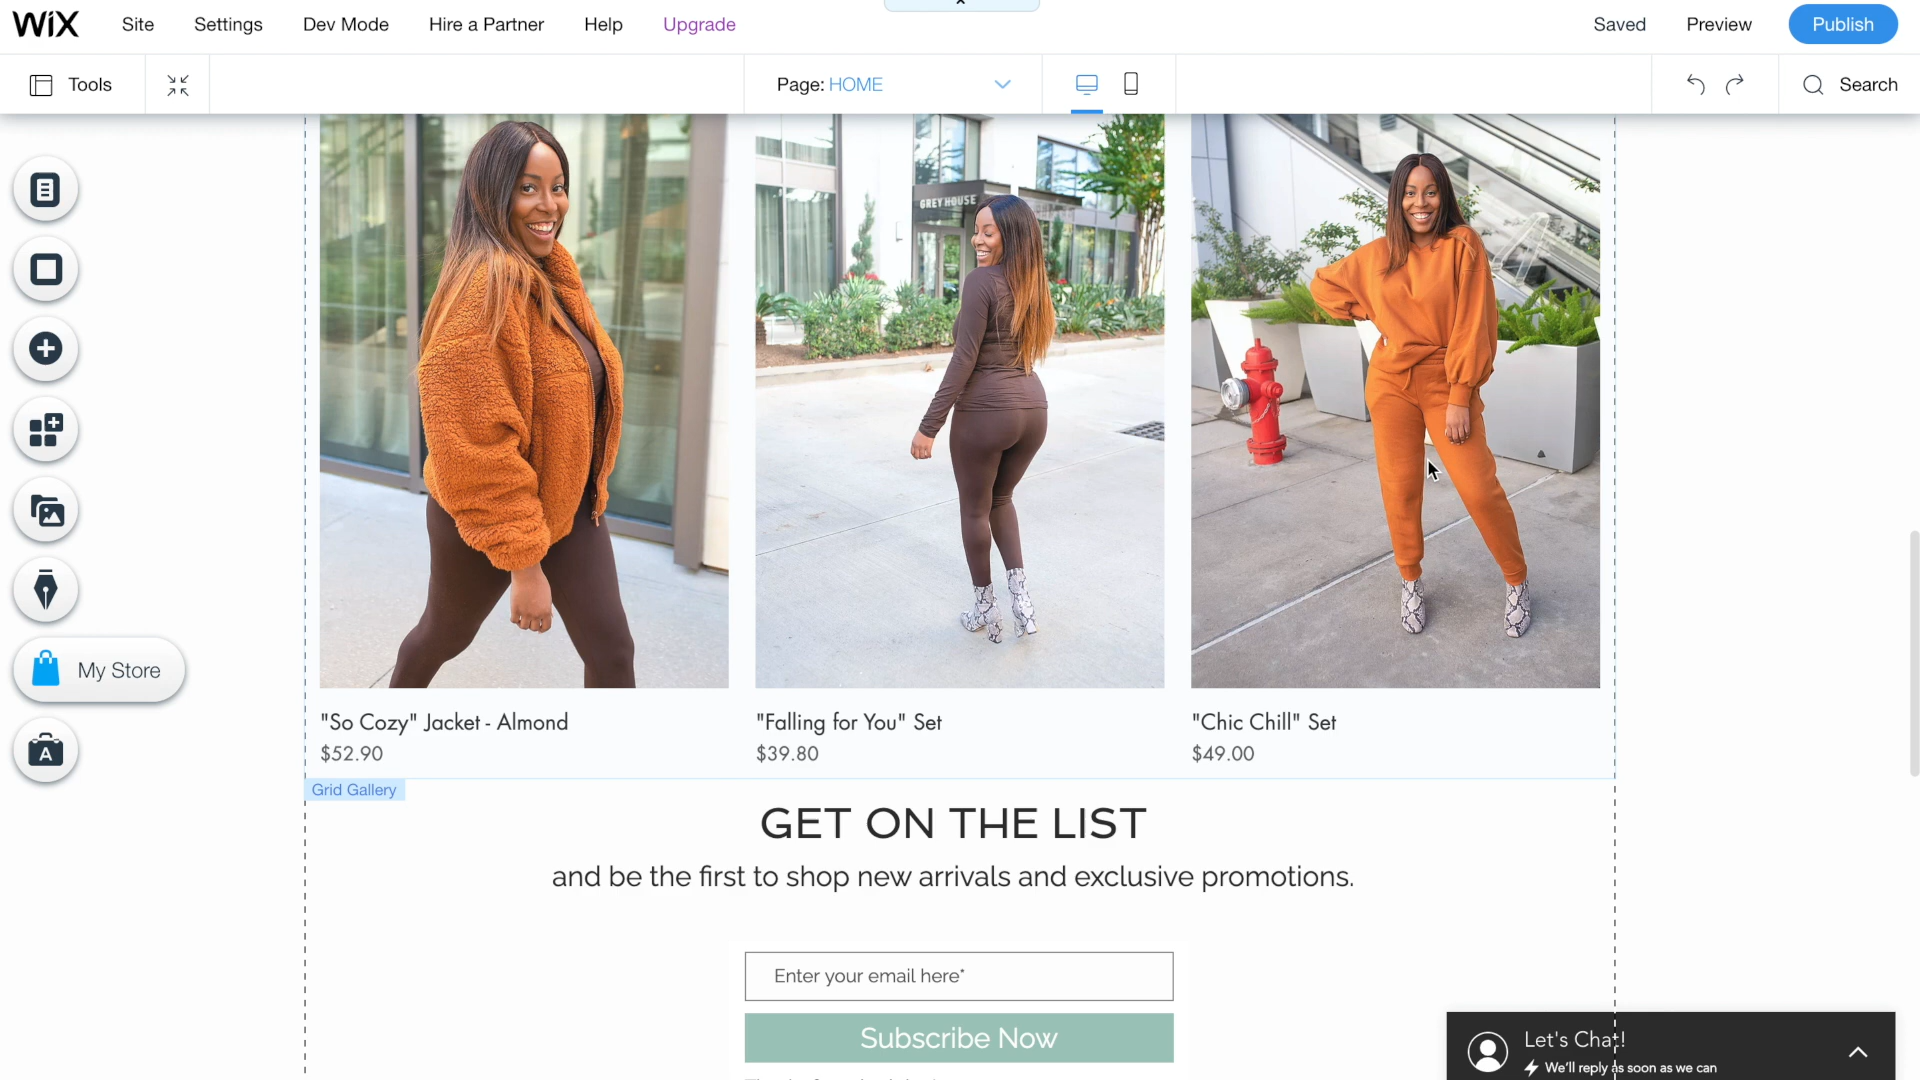 WiX Site Settings Dev Mode Hire a Partner Help Upgrade Saved Preview Publish
Tools Page: HOME Search
GREY HOUSE
My Store
A
"So Cozy" Jacket - Almond "Falling for You" Set "Chic Chill" Set
$52.90 $39.80 $49.00
Grid Gallery
GET ON THE LIST
and be the first to shop new arrivals and exclusive promotions.
Enter your email here*
Subscribe Now
Let's Chat!
We'll reply as soon as we can